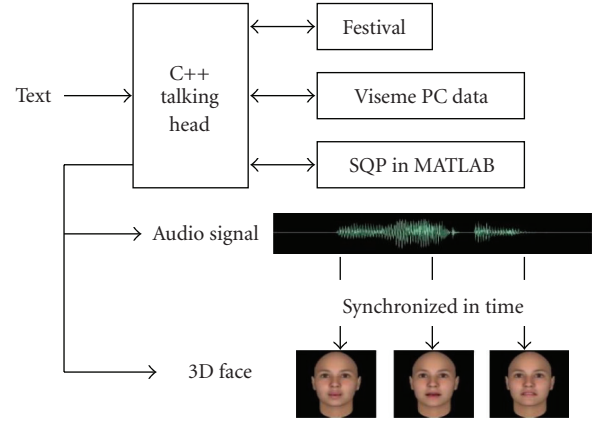 Festival
C++
talking
head
Text
Viseme PC data
SQP in MATLAB
Audio signal
Synchronized in time
3D face